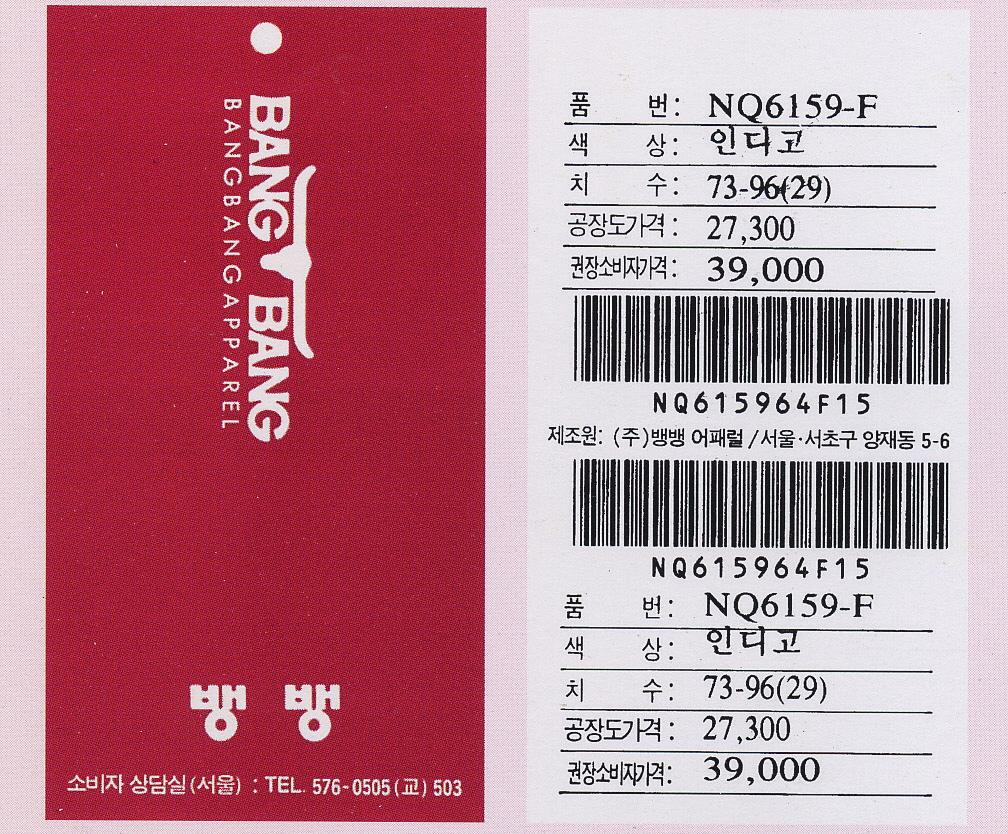 BANG BANG
BANGBANGAPPAREL
뱅 뱅
소비자 상담실(서울) : TEL. 576-0505(교) 503
품 번: NQ6159-F
색 상: 인디고
치 수: 73-96(29)
공장도가격: 27,300
권장소비자가격: 39,000
NQ615964F15
제조원: (주)뱅뱅 어패럴/서울·서초구 양재동 5-6
NQ615964F15
품 번: NQ6159-F
색 상: 인디고
치 수: 73-96(29)
공장도가격: 27,300
권장소비자가격: 39,000